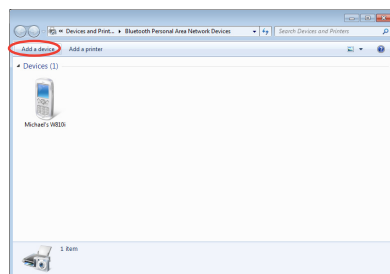 « Devices and Print... ▸ Bluetooth Personal Area Network Devices
Search Devices and Printers
Add a device Add a printer
Devices (1)
Michael's W810i
1 item